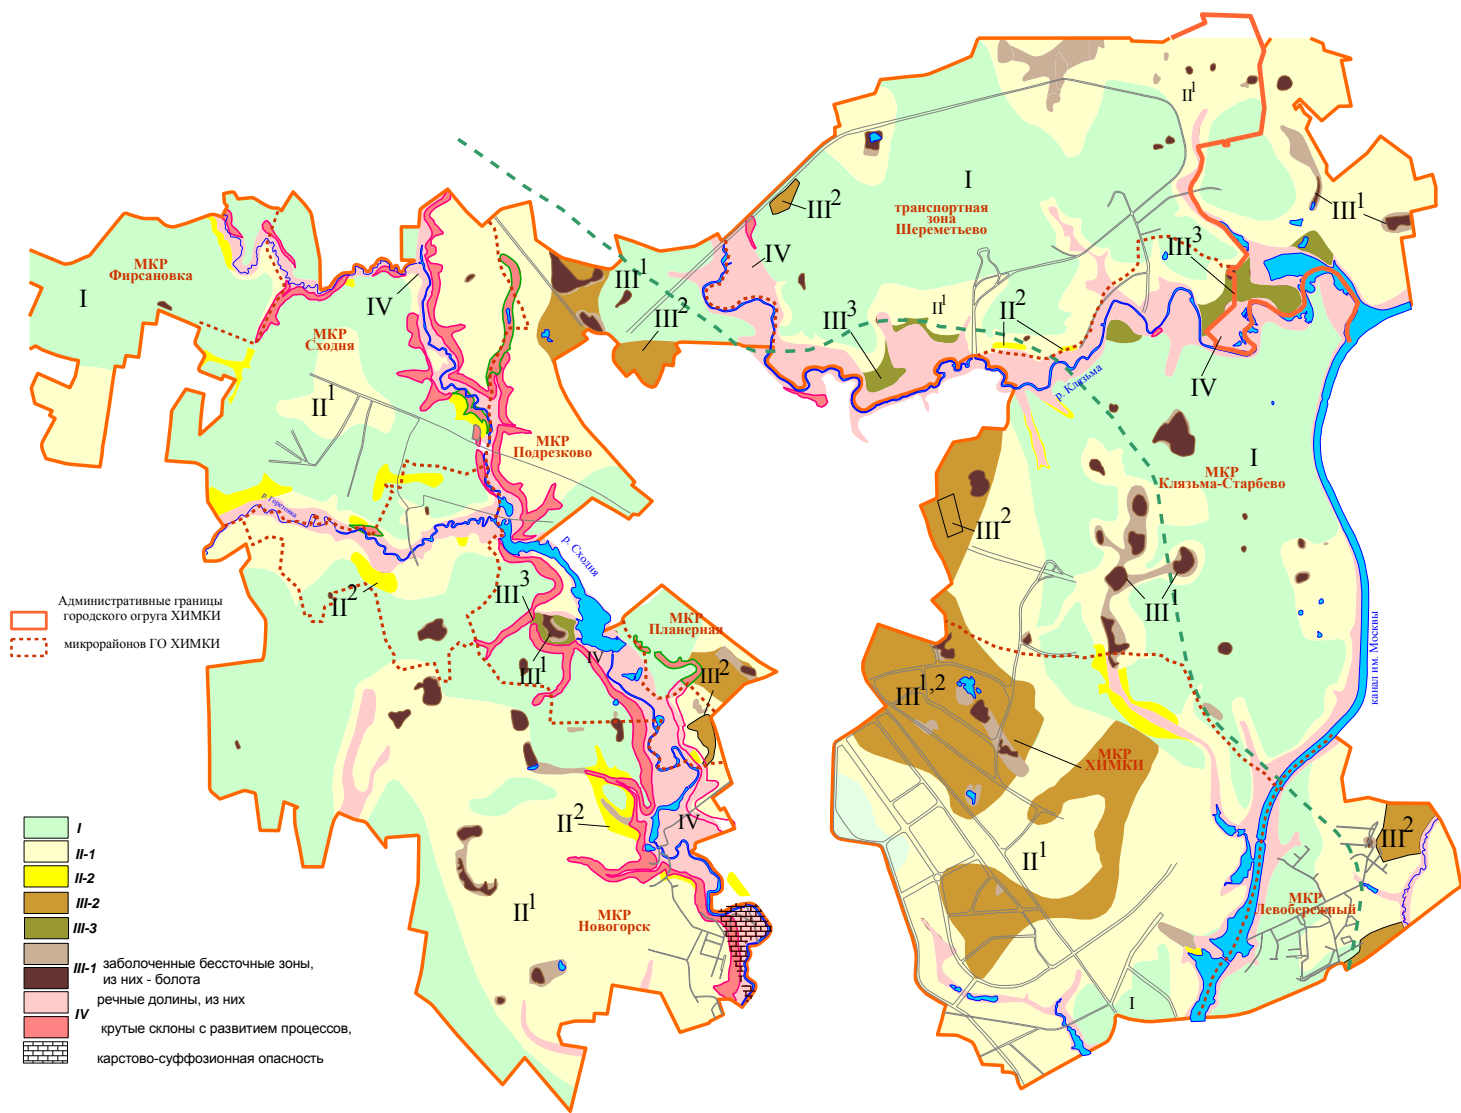 II¹
I
транспортная
зона
Шереметьево
III²
III¹
III³
IV
МКР
Фирсановка
I
IV
МКР
Сходня
III¹
III²
III³
II¹
II²
р. Клязьма
IV
II¹
МКР
Подрезково
I
МКР
Клязьма-Старбево
р. Горетовка
III²
р. Сходня
II²
III³
III¹
III¹
IV
МКР
Планерная
III²
Административные границы
городского огруга ХИМКИ
микрорайонов ГО ХИМКИ
III¹,²
МКР
ХИМКИ
канал им. Москвы
II²
IV
II¹
III²
II¹
МКР
Новогорск
МКР
Левобережный
I
I
II-1
II-2
III-2
III-3
III-1 заболоченные бессточные зоны,
из них - болота
IV речные долины, из них
крутые склоны с развитием процессов,
карстово-суффозионная опасность